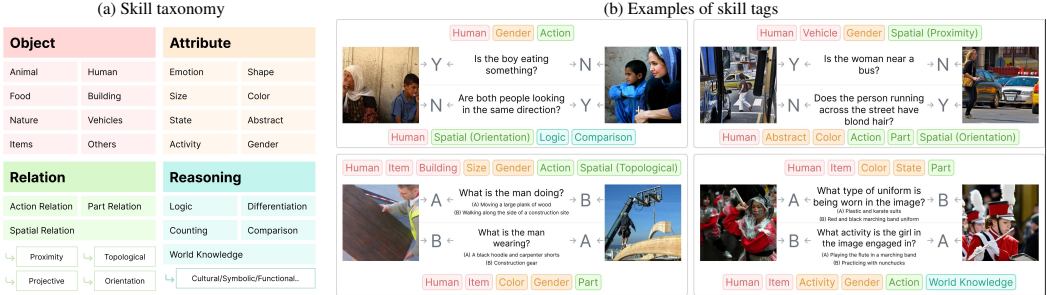 (a) Skill taxonomy
Object
Animal Human
Food Building
Nature Vehicles
Items Others
Attribute
Emotion Shape
Size Color
State Abstract
Activity Gender
Relation
Action Relation Part Relation
Spatial Relation
Proximity Topological
Projective Orientation
Reasoning
Logic Differentiation
Counting Comparison
World Knowledge
Cultural/Symbolic/Functional..
(b) Examples of skill tags
Human Gender Action
Y Is the boy eating N
something?
N Are both people looking Y
in the same direction?
Human Spatial (Orientation) Logic Comparison
Human Vehicle Gender Spatial (Proximity)
Y Is the woman near a N
bus?
N Does the person running Y
across the street have
blond hair?
Human Abstract Color Action Part Spatial (Orientation)
Human Item Building Size Gender Action Spatial (Topological)
A What is the man doing? B
(A) Moving a large plank of wood
(B) Walking along the side of a construction site
B What is the man A
wearing?
(A) A black hoodie and carpenter shorts
(B) Construction gear
Human Item Color Gender Part
Human Item Color State Part
A What type of uniform is B
being worn in the image?
(A) Plastic and karate suits
(B) Red and black marching band uniform
B What activity is the girl in A
the image engaged in?
(A) Playing the flute in a marching band
(B) Practicing with nunchucks
Human Item Activity Gender Action World Knowledge